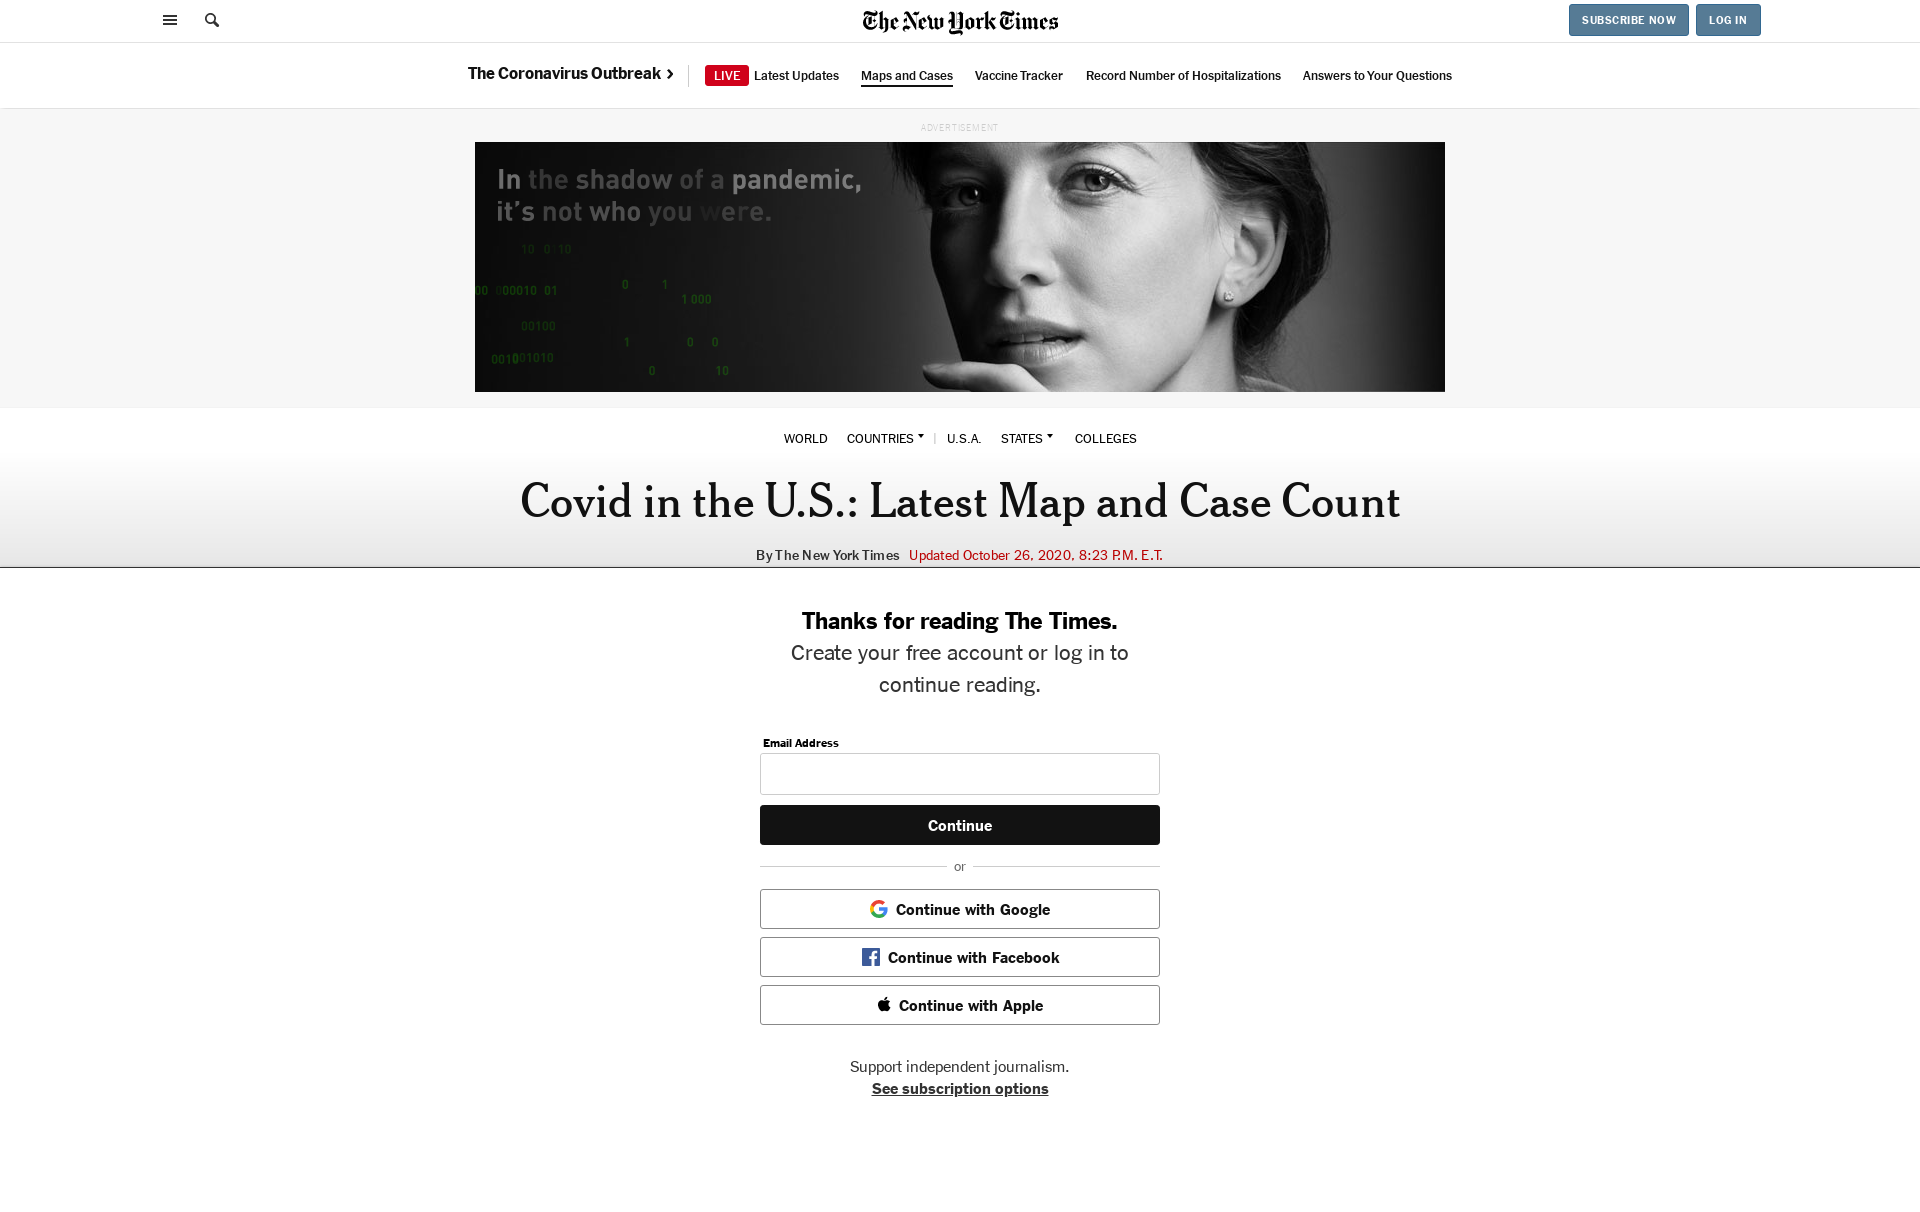 The New York Times
SUBSCRIBE NOW
LOG IN
The Coronavirus Outbreak
LIVE Latest Updates
Maps and Cases
Vaccine Tracker
Record Number of Hospitalizations
Answers to Your Questions
ADVERTISEMENT
In the shadow of a pandemic,
it's not who you were.
10 0 10
00 000010 01
0 1
1 000
00100
1 0 0
0010 001010
0 10
WORLD COUNTRIES U.S.A. STATES COLLEGES
Covid in the U.S.: Latest Map and Case Count
By The New York Times Updated October 26, 2020, 8:23 P.M. E.T.
Thanks for reading The Times.
Create your free account or log in to
continue reading.
Email Address
Continue
or
Continue with Google
Continue with Facebook
Continue with Apple
Support independent journalism.
See subscription options